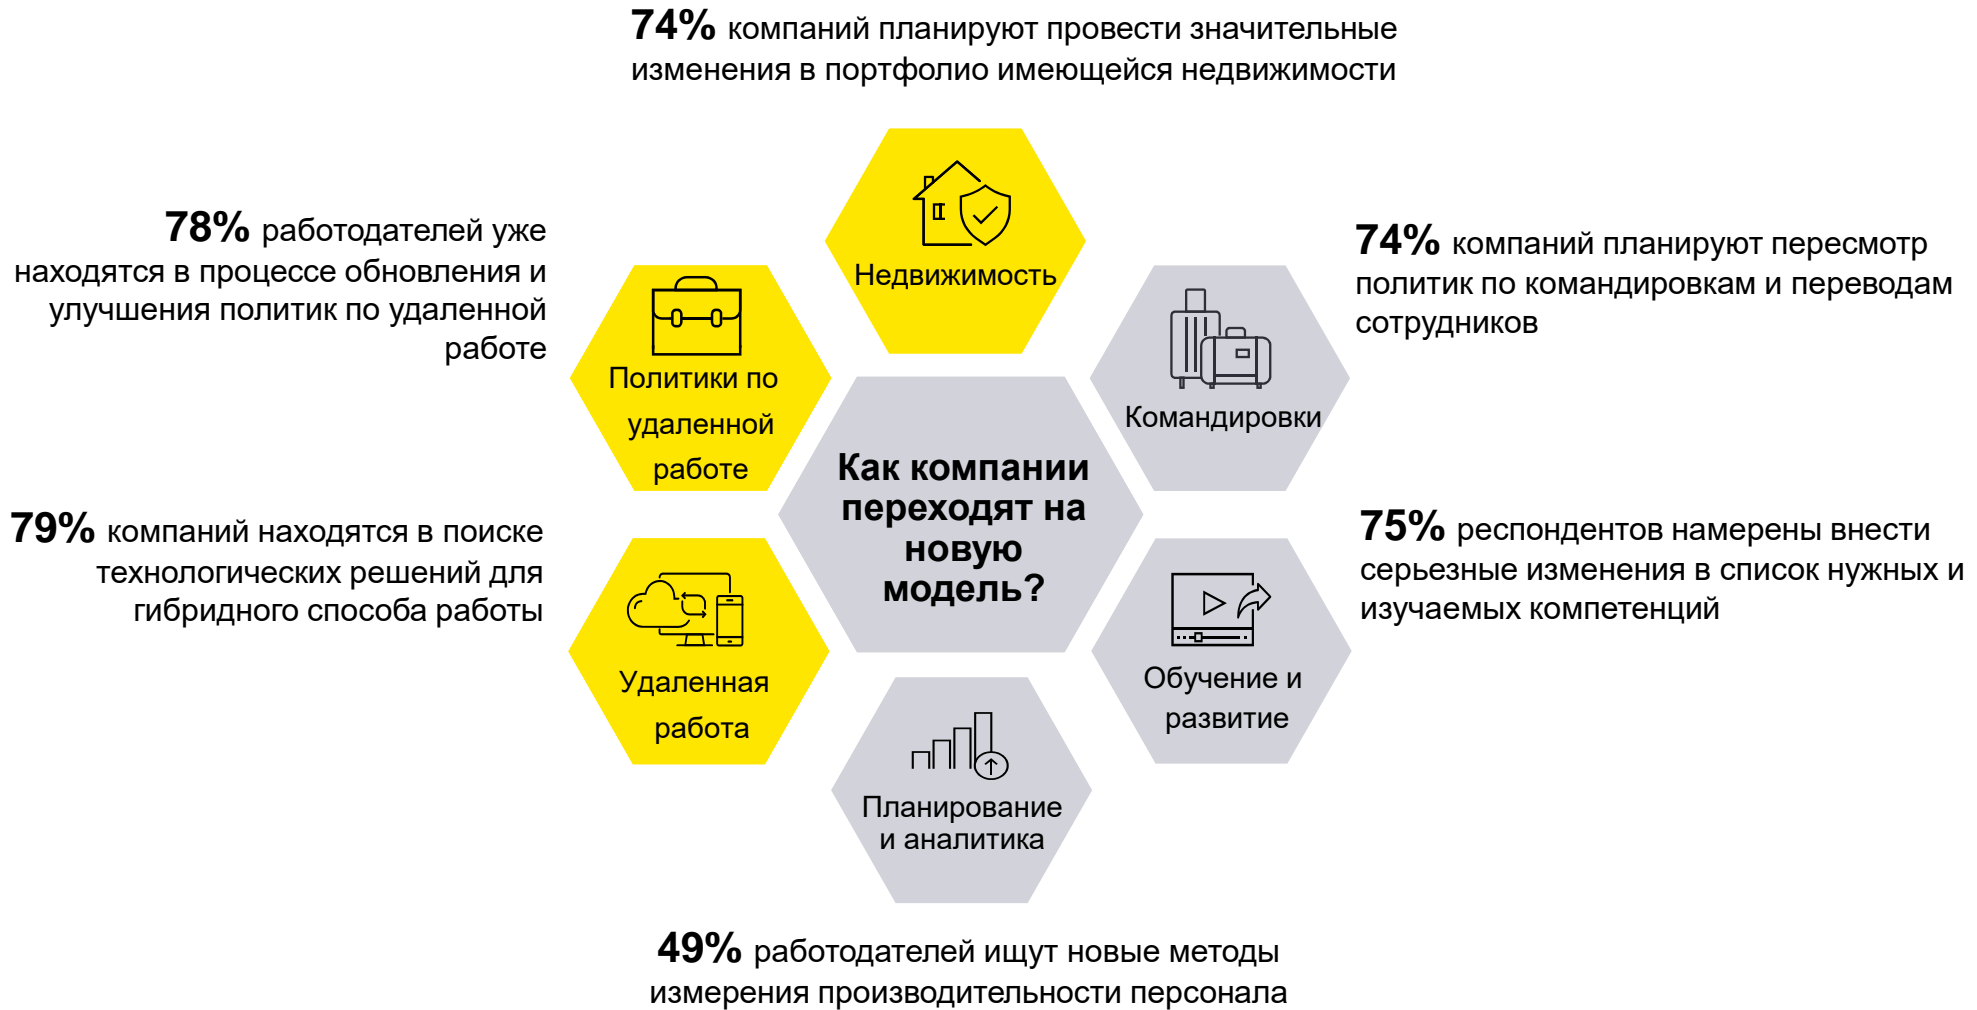 74% компаний планируют провести значительные
изменения в портфолио имеющейся недвижимости
Недвижимость
78% работодателей уже
находятся в процессе обновления и
улучшения политик по удаленной
работе
Политики по
удаленной
работе
74% компаний планируют пересмотр
политик по командировкам и переводам
сотрудников
Командировки
Как компании
переходят на
новую
модель?
79% компаний находятся в поиске
технологических решений для
гибридного способа работы
Удаленная
работа
75% респондентов намерены внести
серьезные изменения в список нужных и
изучаемых компетенций
Обучение и
развитие
Планирование
и аналитика
49% работодателей ищут новые методы
измерения производительности персонала